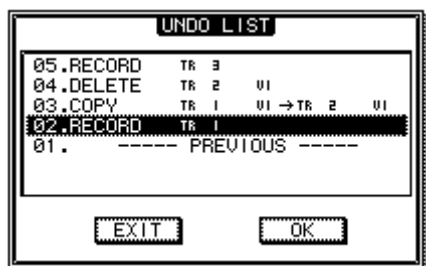 UNDO LIST
05.RECORD TR 3
04.DELETE TR 2 V1
03.COPY TR 1 V1 →TR 2 V1
02.RECORD TR 1
01. ----- PREVIOUS -----
EXIT OK